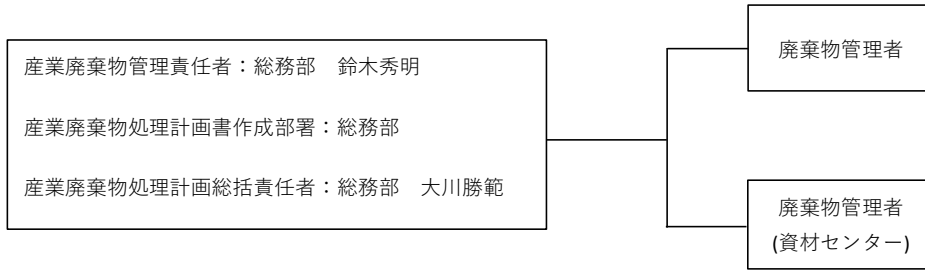 産業廃棄物管理責任者：総務部　鈴木秀明
産業廃棄物処理計画書作成部署：総務部
産業廃棄物処理計画総括責任者：総務部　大川勝範
廃棄物管理者
廃棄物管理者
(資材センター)